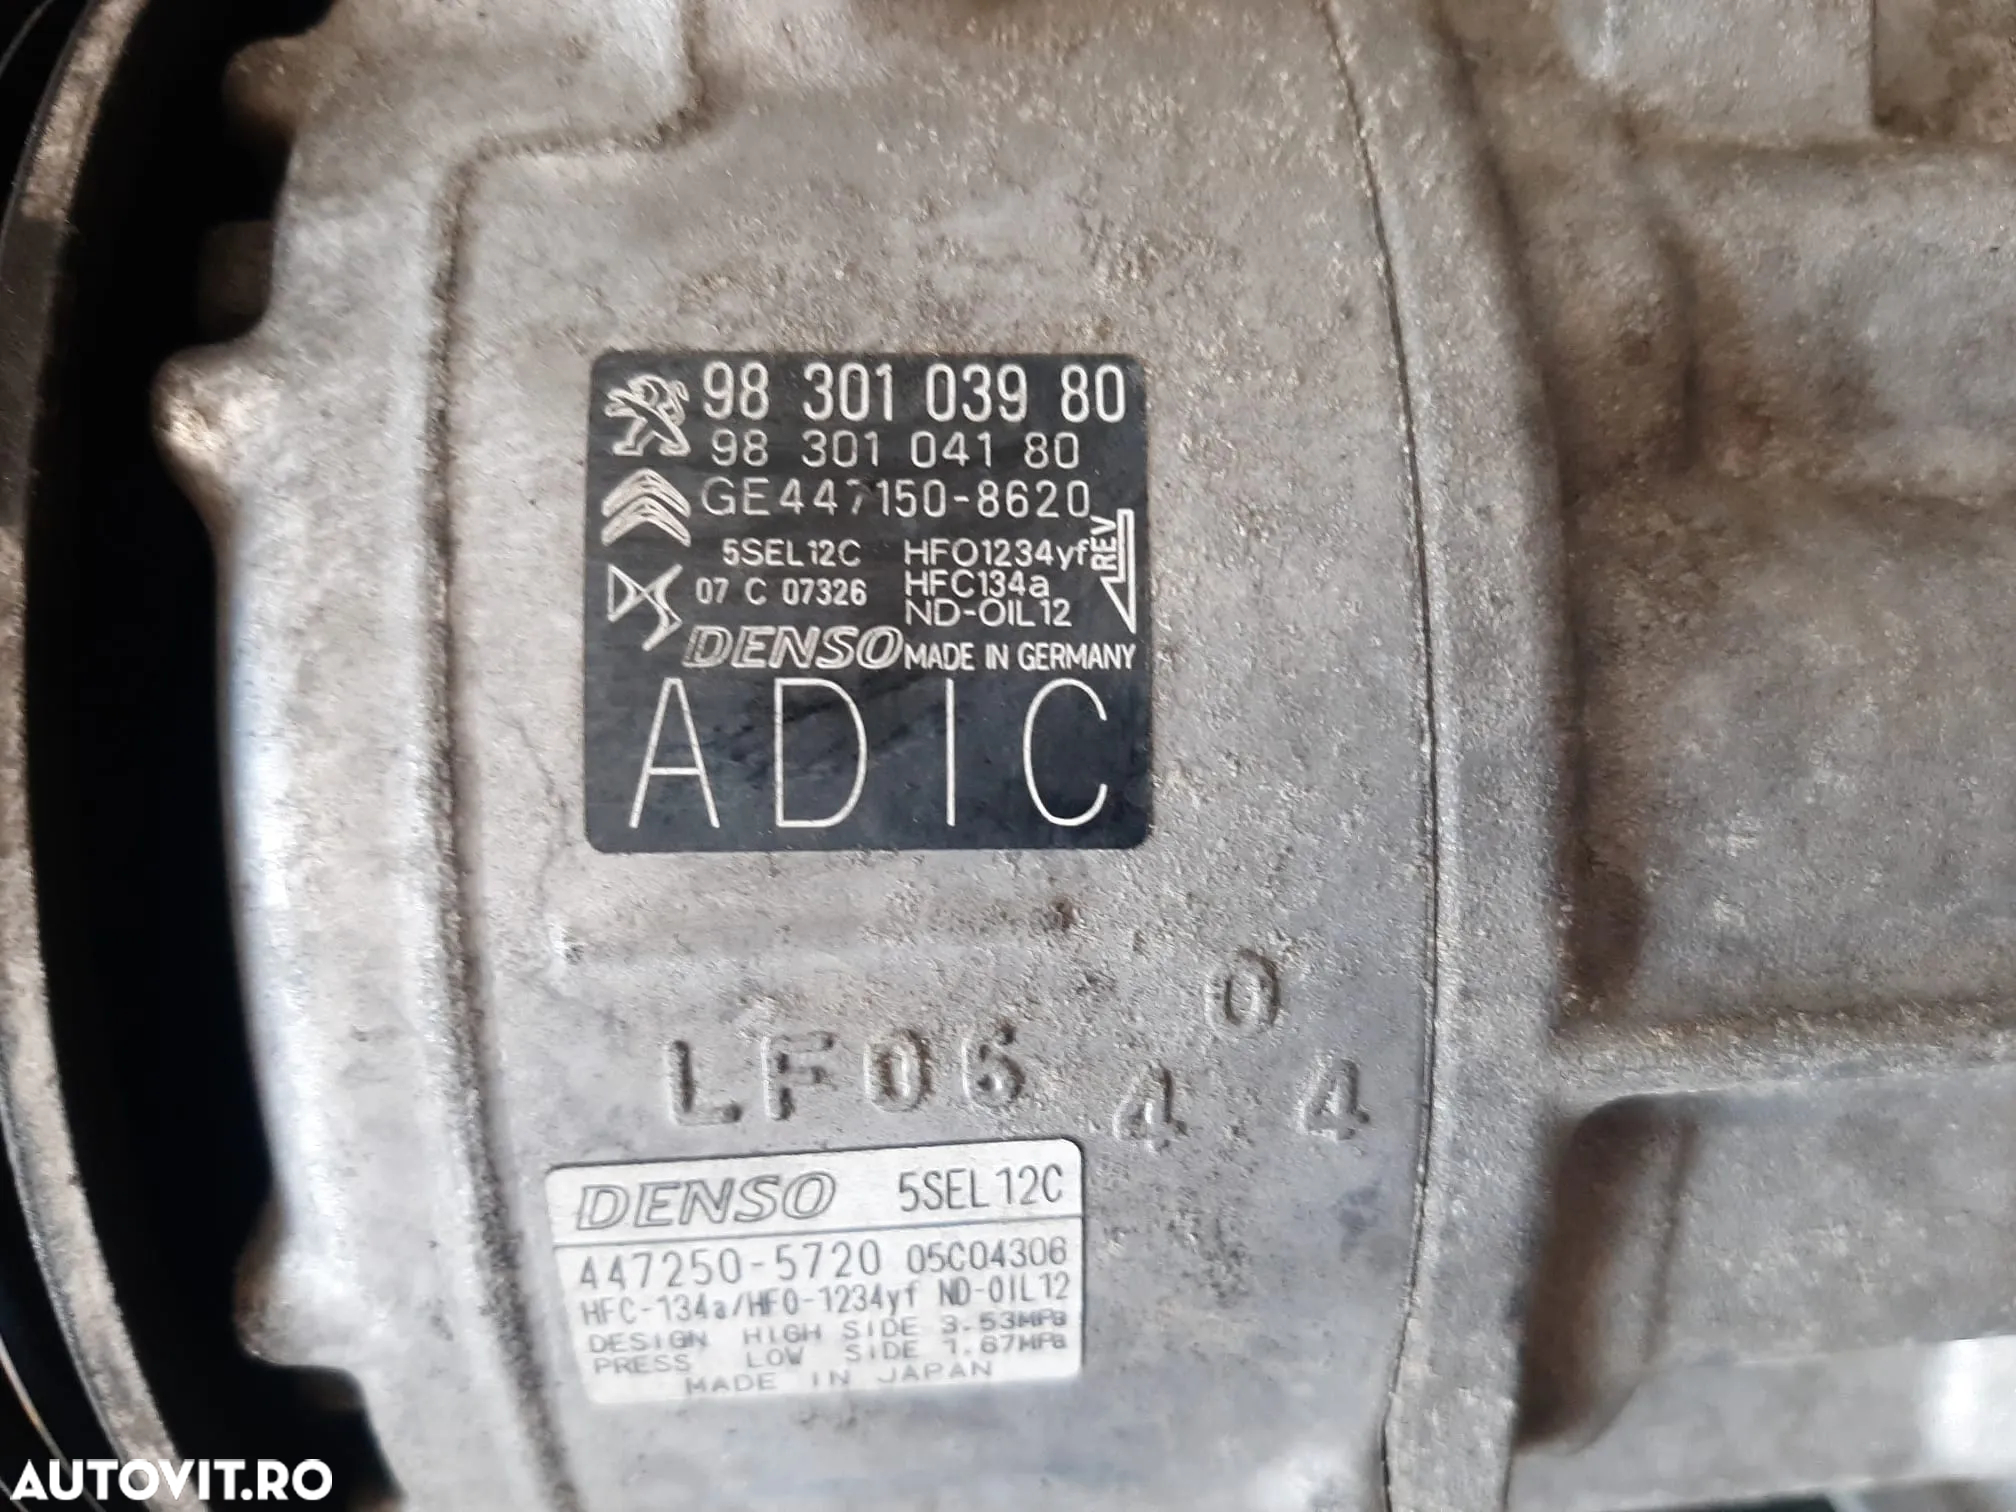 98 301 039 80
98 301 041 80
GE447150-8620
REV
5SEL12C HFO1234yf
07 C 07326 HFC134a
ND-OIL12
DENSO MADE IN GERMANY
ADIC
0
LF06 4 4
DENSO 5SEL12C
447250-5720 05C04306
HFC-134a/HFO-1234yf ND-OIL12
DESIGN HIGH SIDE 3.53MPa
PRESS LOW SIDE 1.67MPa
MADE IN JAPAN
AUTOVIT.RO